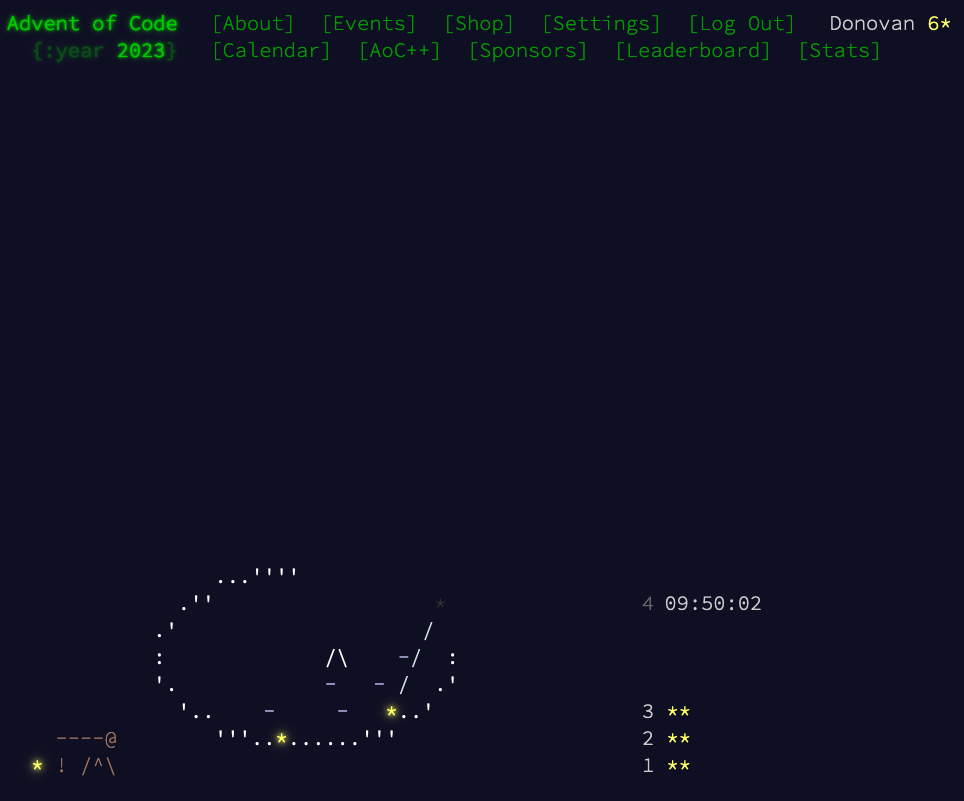 Advent of Code [About] [Events] [Shop] [Settings] [Log Out] Donovan 6*
{:year 2023} [Calendar] [AoC++] [Sponsors] [Leaderboard] [Stats]
...''''
.'' * 4 09:50:02
.' /
: /\ -/ :
'. - - / .'
'.. - - *..' 3 **
----@ '''..*......''' 2 **
* ! /^\ 1 **